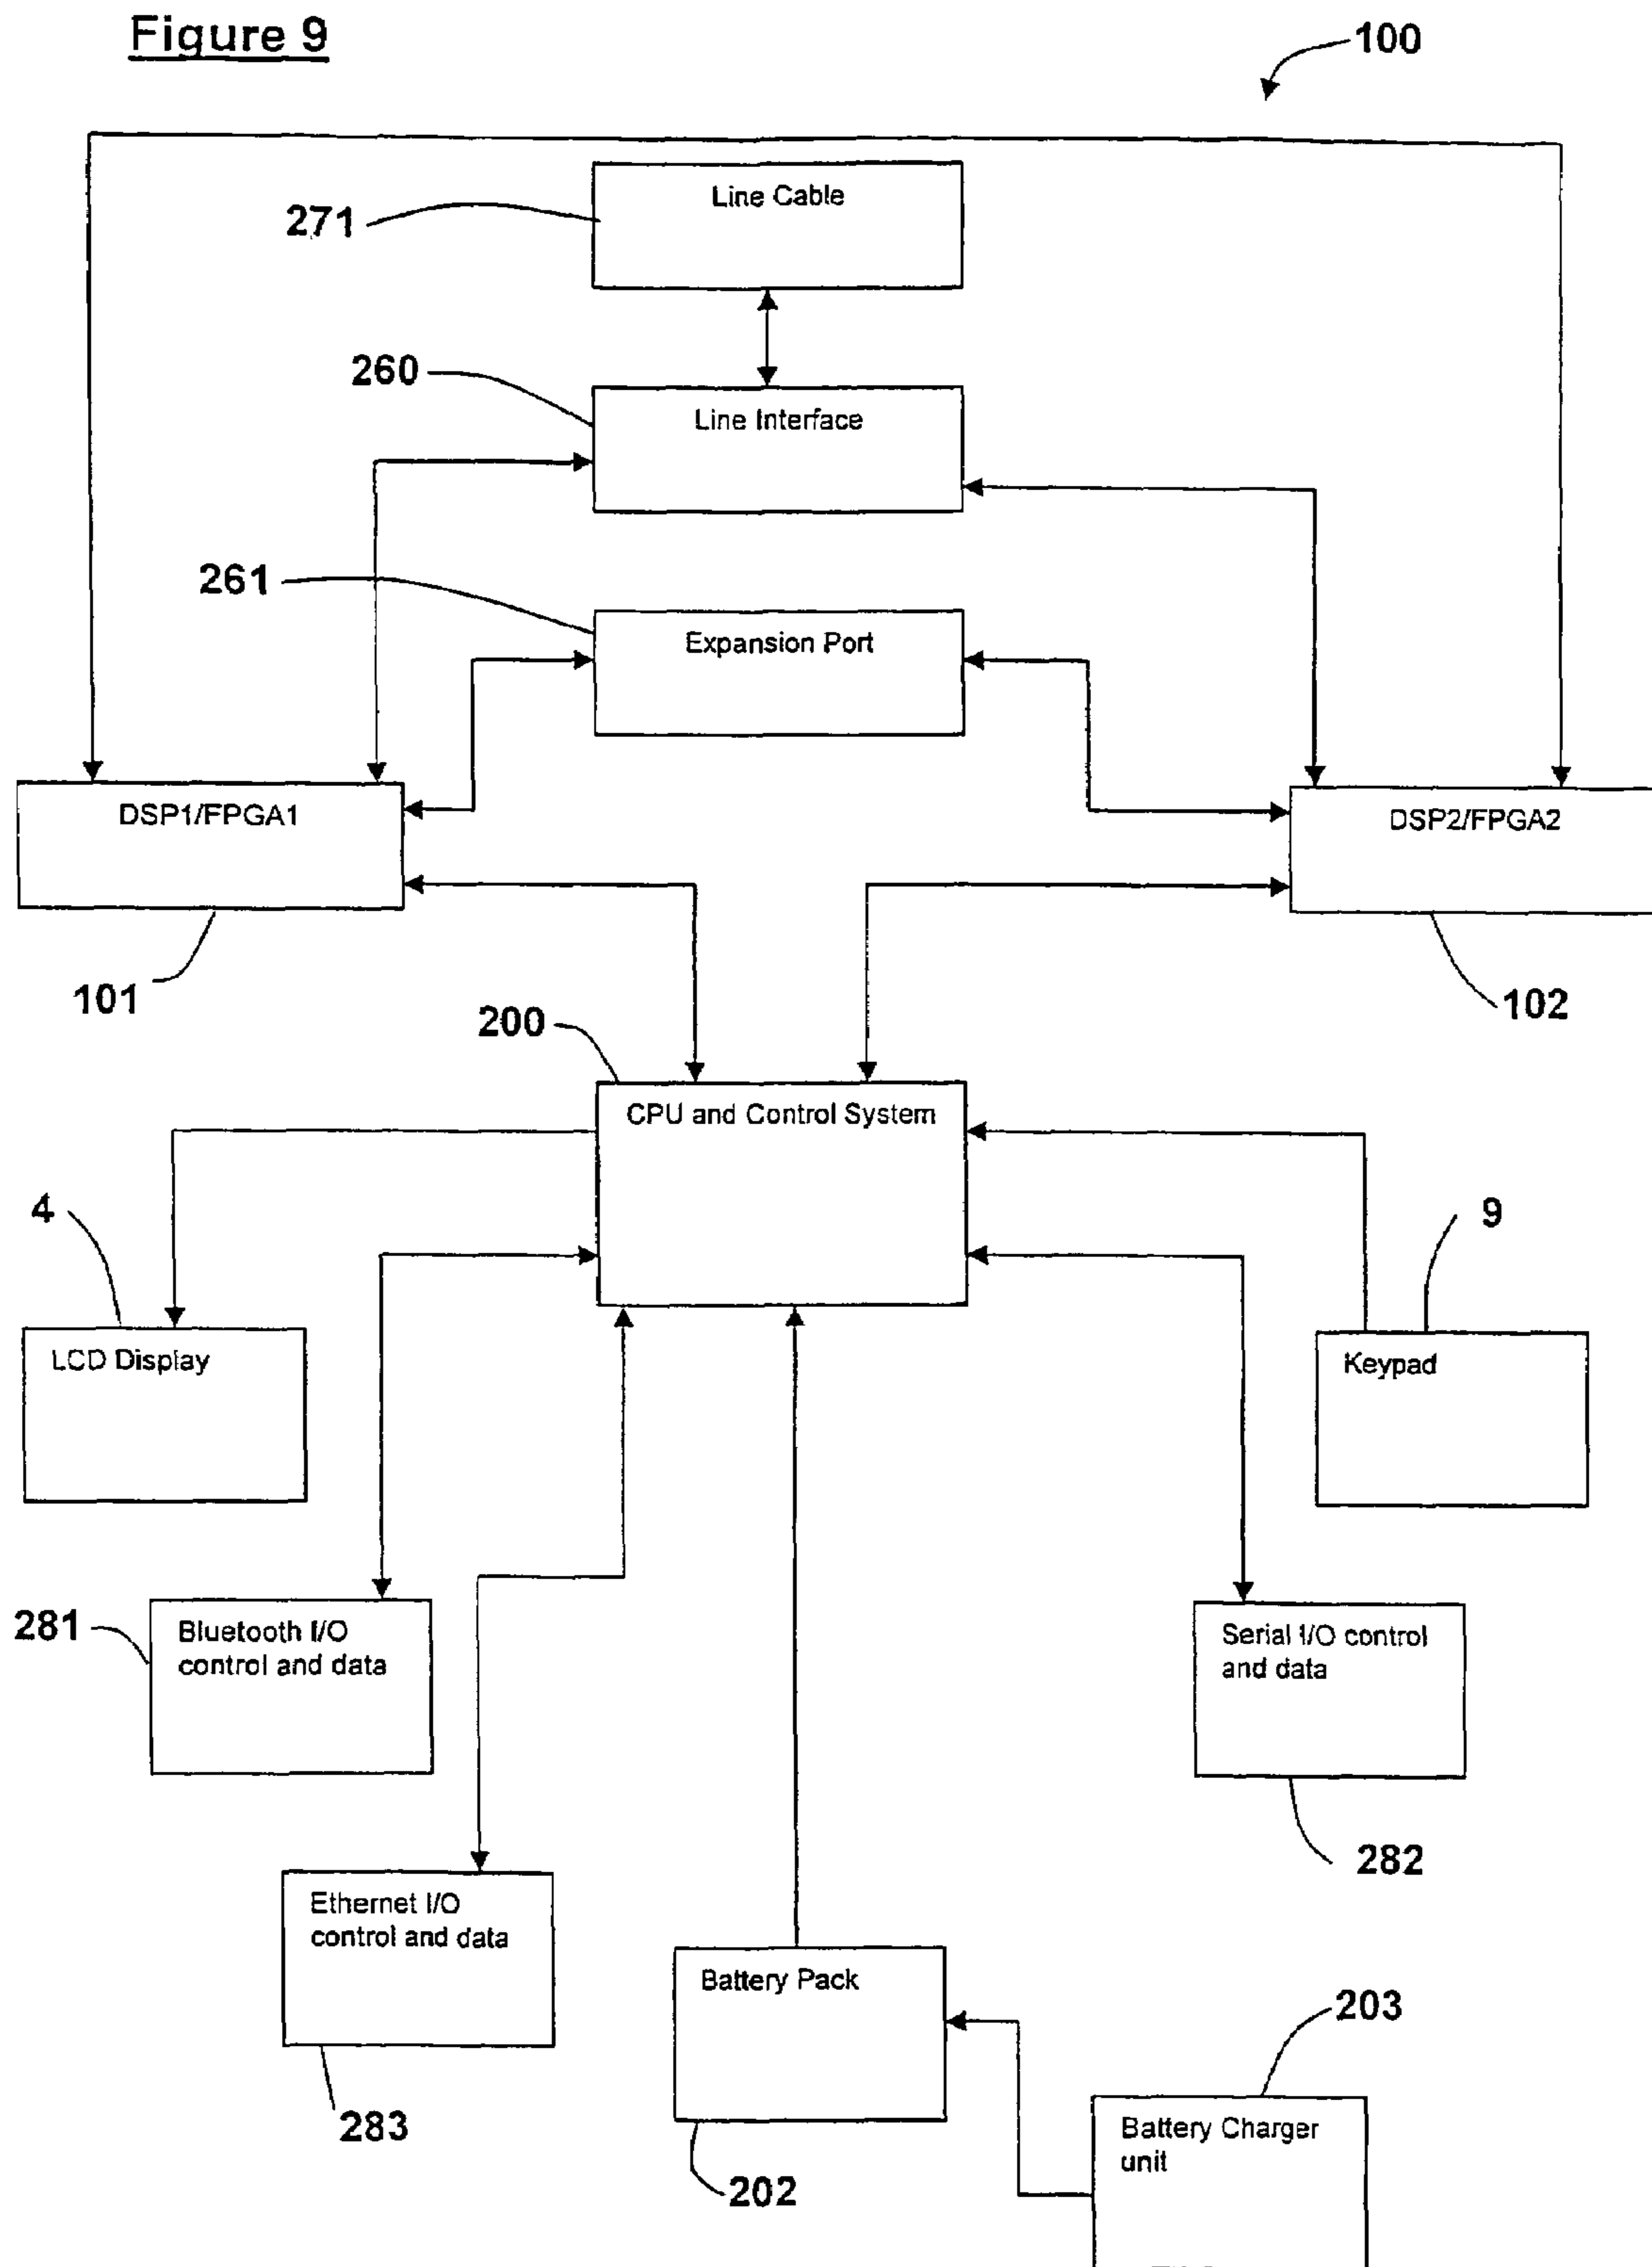 Figure 9
100
Line Cable
271
260
Line Interface
261
Expansion Port
DSP1/FPGA1
DSP2/FPGA2
101
102
200
CPU and Control System
4
9
LCD Display
Keypad
281
Bluetooth I/O
control and data
Serial I/O control
and data
282
Ethernet I/O
control and data
283
Battery Pack
202
203
Battery Charger
unit